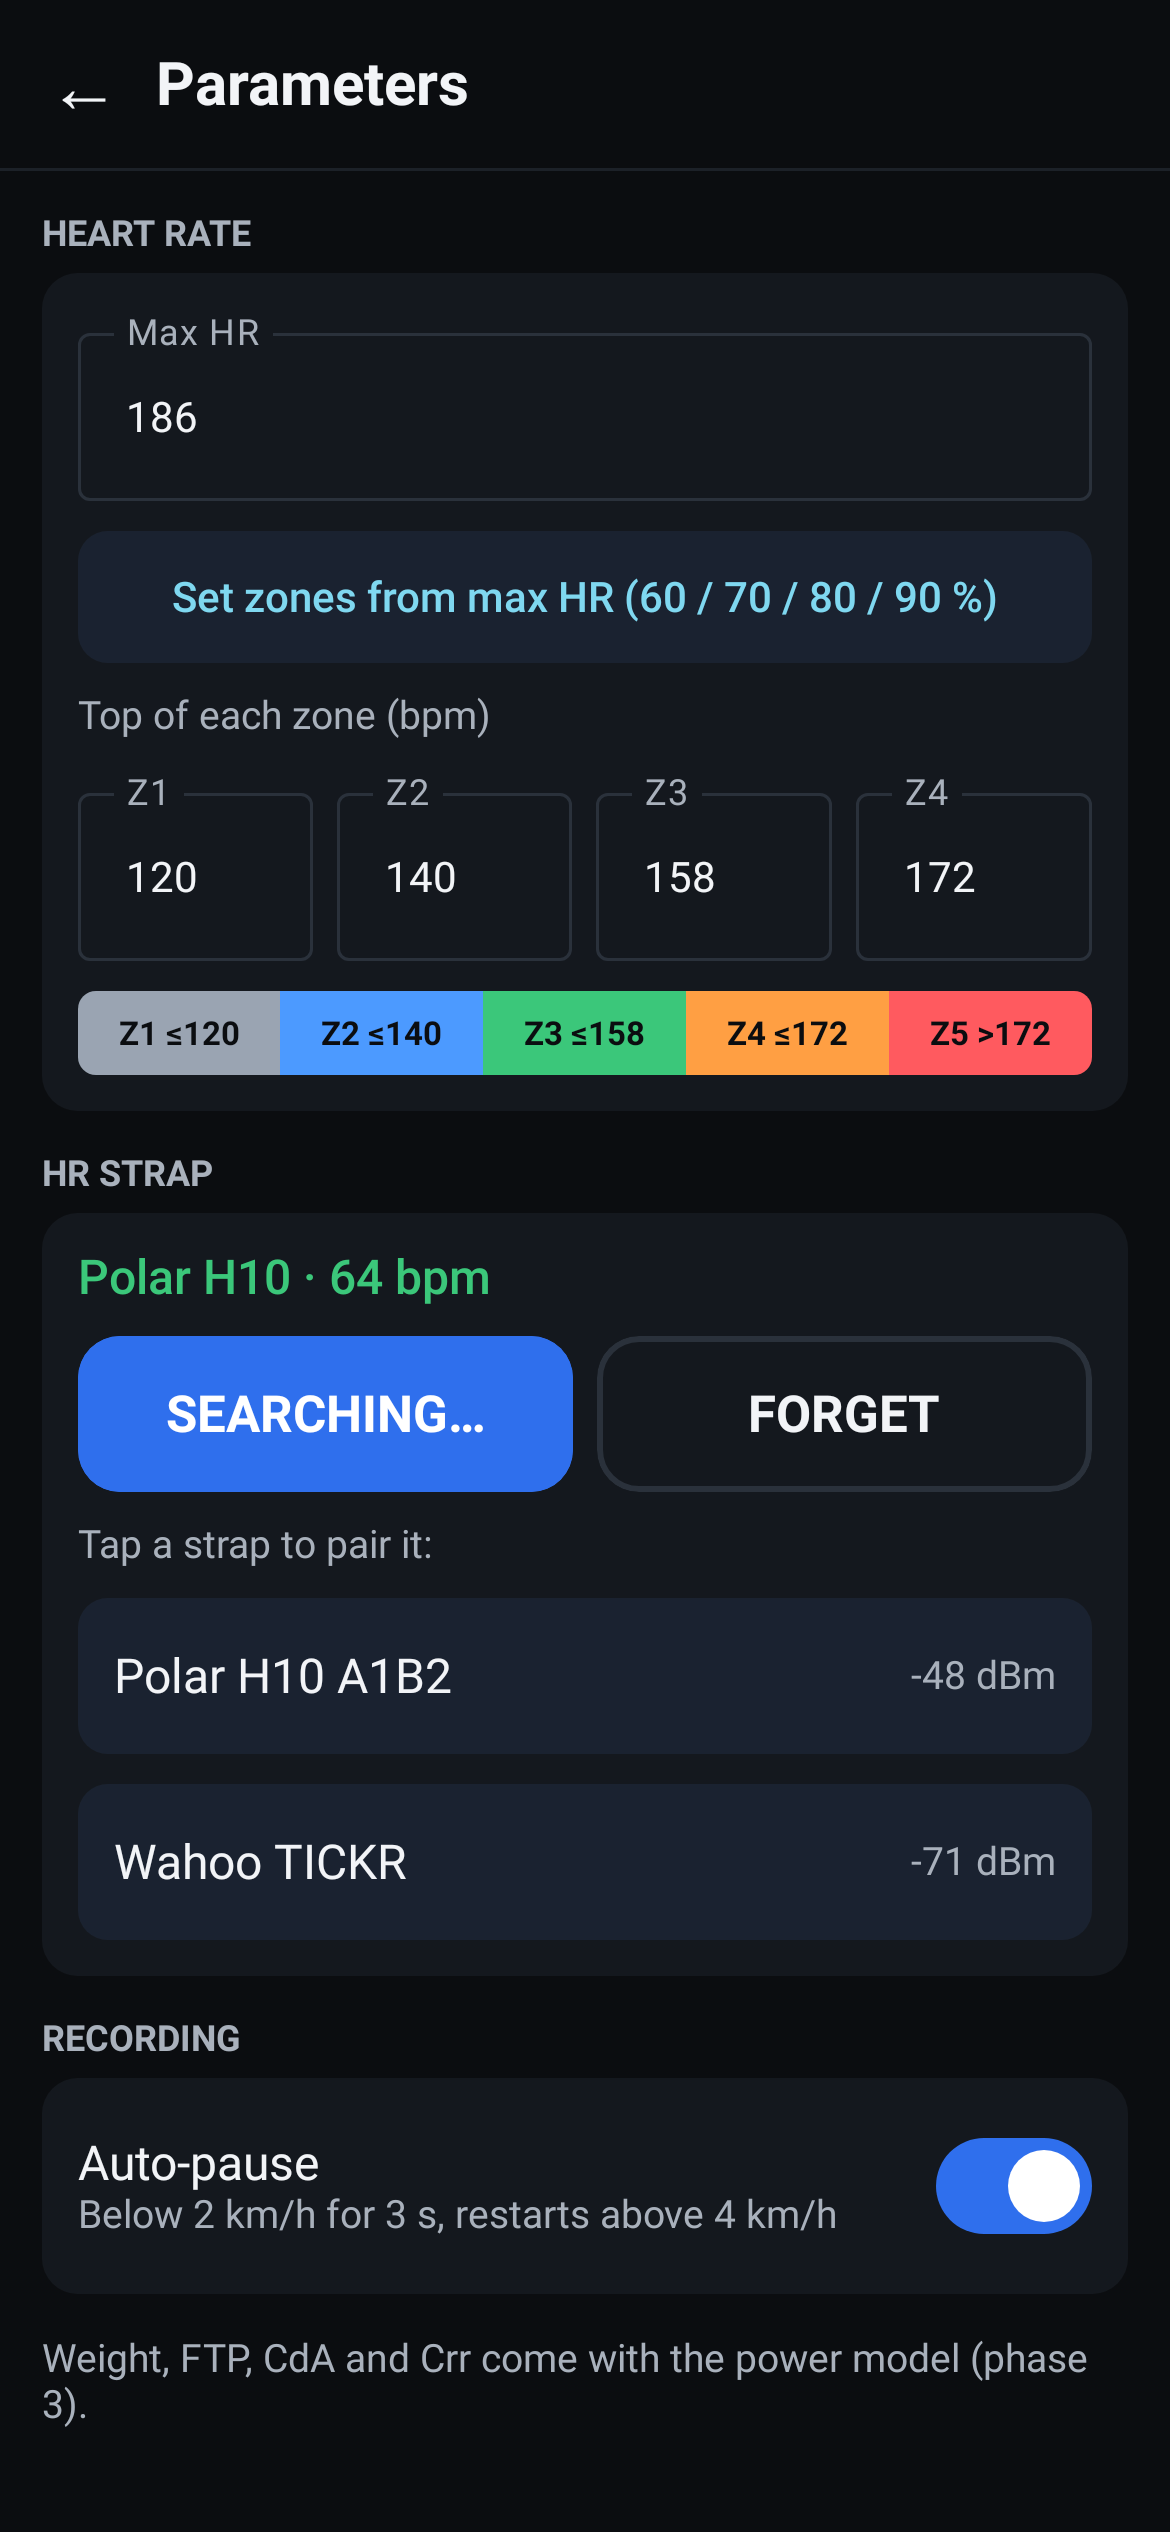 ← Parameters
HEART RATE
Max HR
186
Set zones from max HR (60 / 70 / 80 / 90 %)
Top of each zone (bpm)
Z1 Z2 Z3 Z4
120 140 158 172
Z1 ≤120 Z2 ≤140 Z3 ≤158 Z4 ≤172 Z5 >172
HR STRAP
Polar H10 · 64 bpm
SEARCHING... FORGET
Tap a strap to pair it:
Polar H10 A1B2 -48 dBm
Wahoo TICKR -71 dBm
RECORDING
Auto-pause
Below 2 km/h for 3 s, restarts above 4 km/h
Weight, FTP, CdA and Crr come with the power model (phase
3).